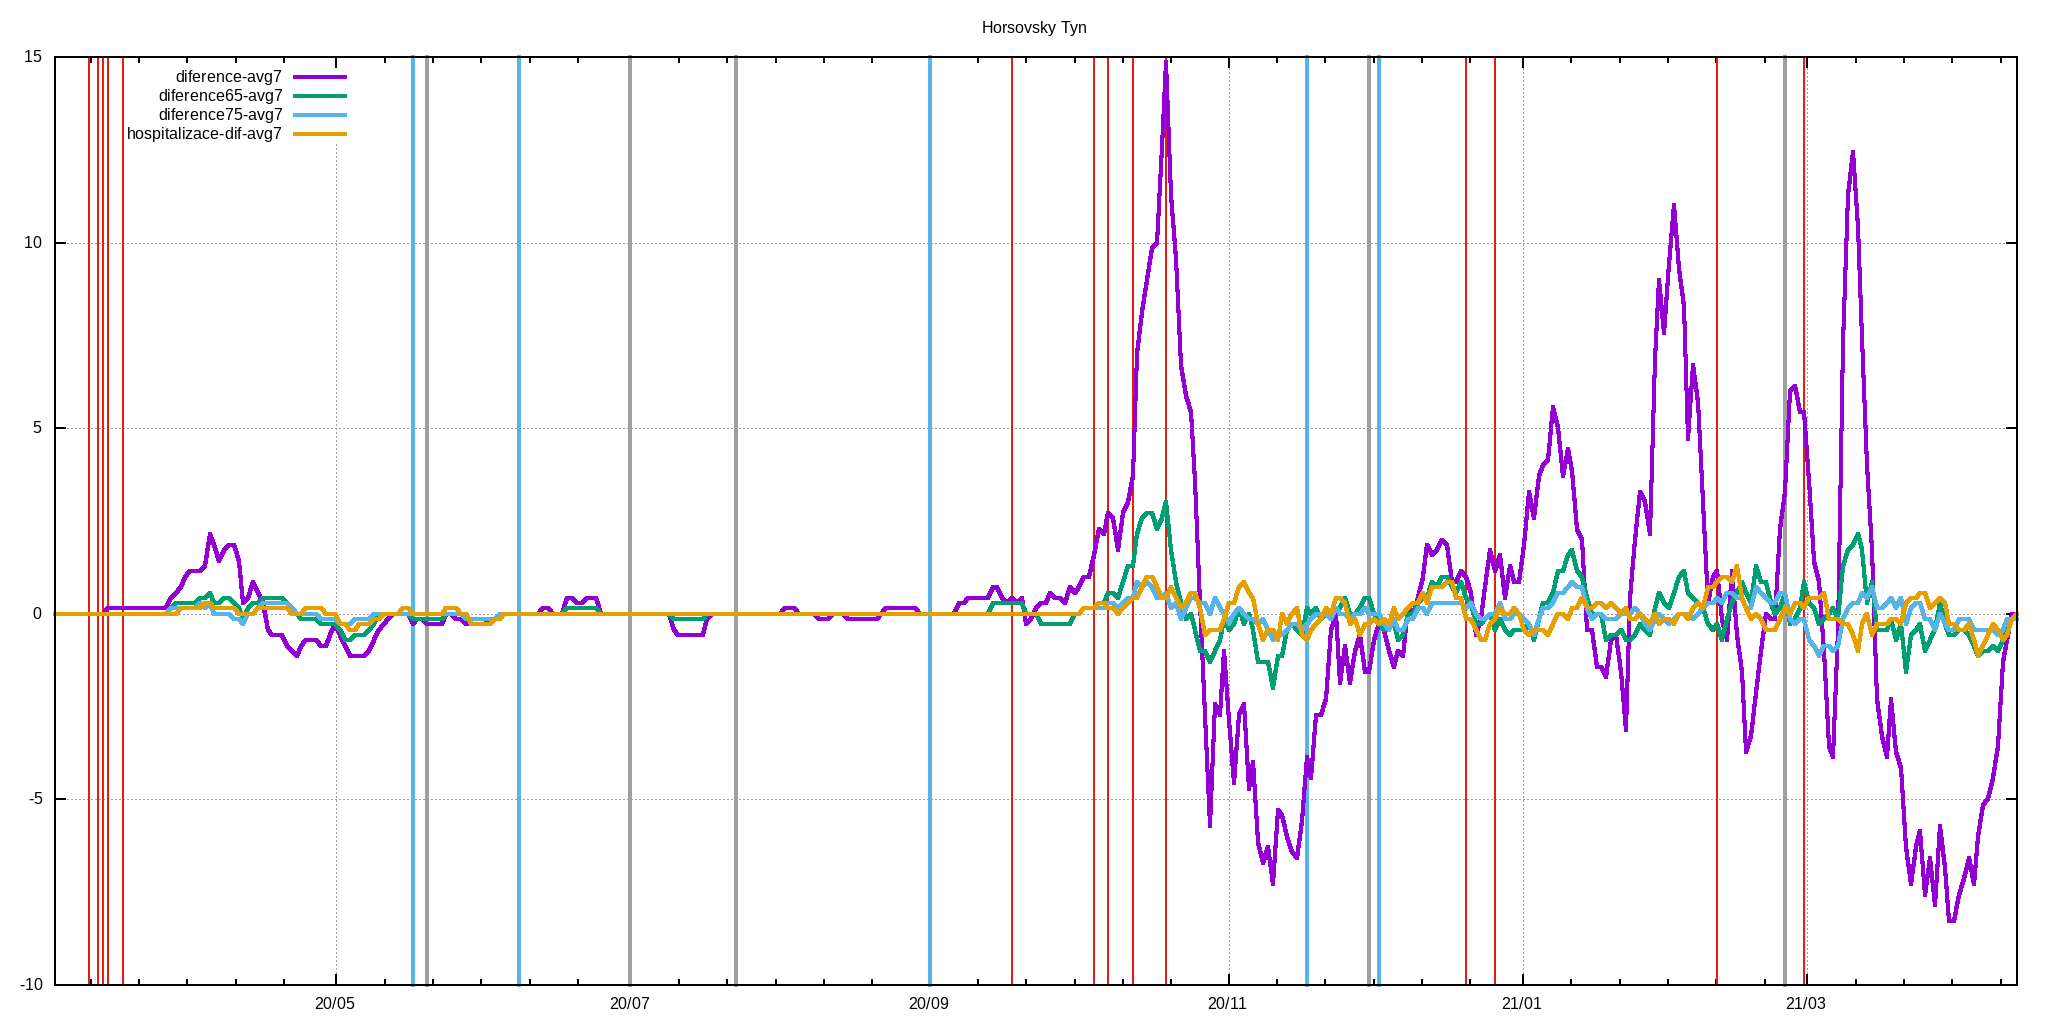 Horsovsky Tyn
15
diference-avg7
diference65-avg7
diference75-avg7
hospitalizace-dif-avg7
10
5
0
-5
-10
20/05 20/07 20/09 20/11 21/01 21/03